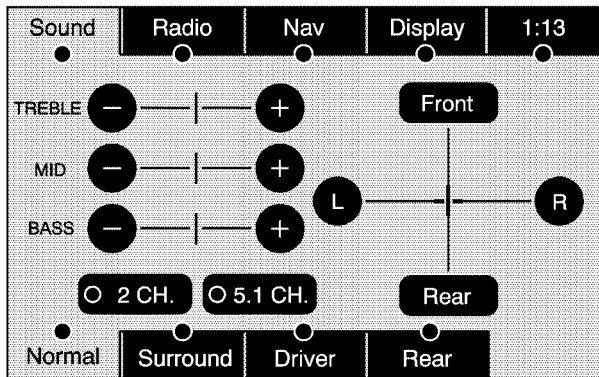 Sound Radio Nav Display 1:13
TREBLE − + Front
MID − +
L R
BASS − +
2 CH. 5.1 CH. Rear
Normal Surround Driver Rear